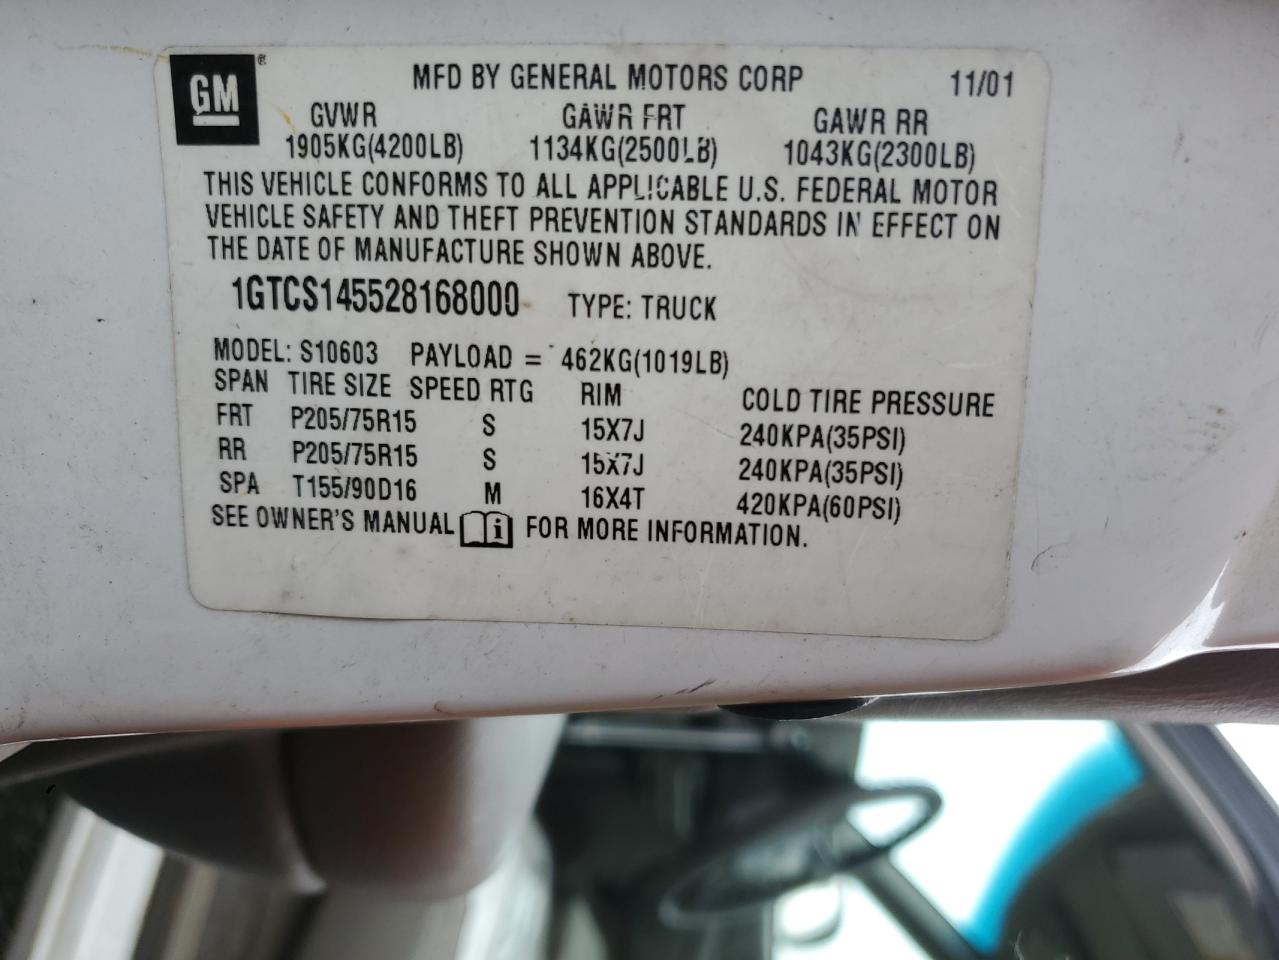 GM® MFD BY GENERAL MOTORS CORP 11/01
GVWR GAWR FRT GAWR RR
1905KG(4200LB) 1134KG(2500LB) 1043KG(2300LB)
THIS VEHICLE CONFORMS TO ALL APPLICABLE U.S. FEDERAL MOTOR
VEHICLE SAFETY AND THEFT PREVENTION STANDARDS IN EFFECT ON
THE DATE OF MANUFACTURE SHOWN ABOVE.
1GTCS145528168000 TYPE: TRUCK
MODEL: S10603 PAYLOAD = 462KG(1019LB)
SPAN TIRE SIZE SPEED RTG RIM COLD TIRE PRESSURE
FRT P205/75R15 S 15X7J 240KPA(35PSI)
RR P205/75R15 S 15X7J 240KPA(35PSI)
SPA T155/90D16 M 16X4T 420KPA(60PSI)
SEE OWNER'S MANUAL i FOR MORE INFORMATION.